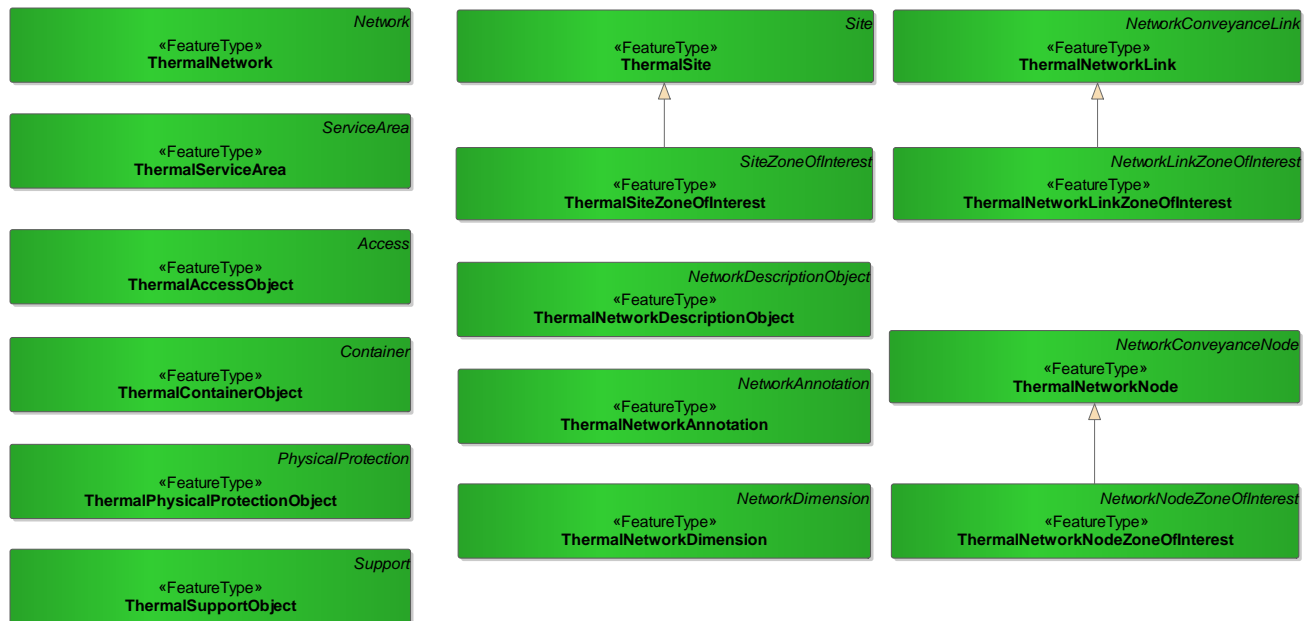 Network
«FeatureType»
ThermalNetwork
ServiceArea
«FeatureType»
ThermalServiceArea
Access
«FeatureType»
ThermalAccessObject
Container
«FeatureType»
ThermalContainerObject
PhysicalProtection
«FeatureType»
ThermalPhysicalProtectionObject
Support
«FeatureType»
ThermalSupportObject
Site
«FeatureType»
ThermalSite
SiteZoneOfInterest
«FeatureType»
ThermalSiteZoneOfInterest
NetworkDescriptionObject
«FeatureType»
ThermalNetworkDescriptionObject
NetworkAnnotation
«FeatureType»
ThermalNetworkAnnotation
NetworkDimension
«FeatureType»
ThermalNetworkDimension
NetworkConveyanceLink
«FeatureType»
ThermalNetworkLink
NetworkLinkZoneOfInterest
«FeatureType»
ThermalNetworkLinkZoneOfInterest
NetworkConveyanceNode
«FeatureType»
ThermalNetworkNode
NetworkNodeZoneOfInterest
«FeatureType»
ThermalNetworkNodeZoneOfInterest